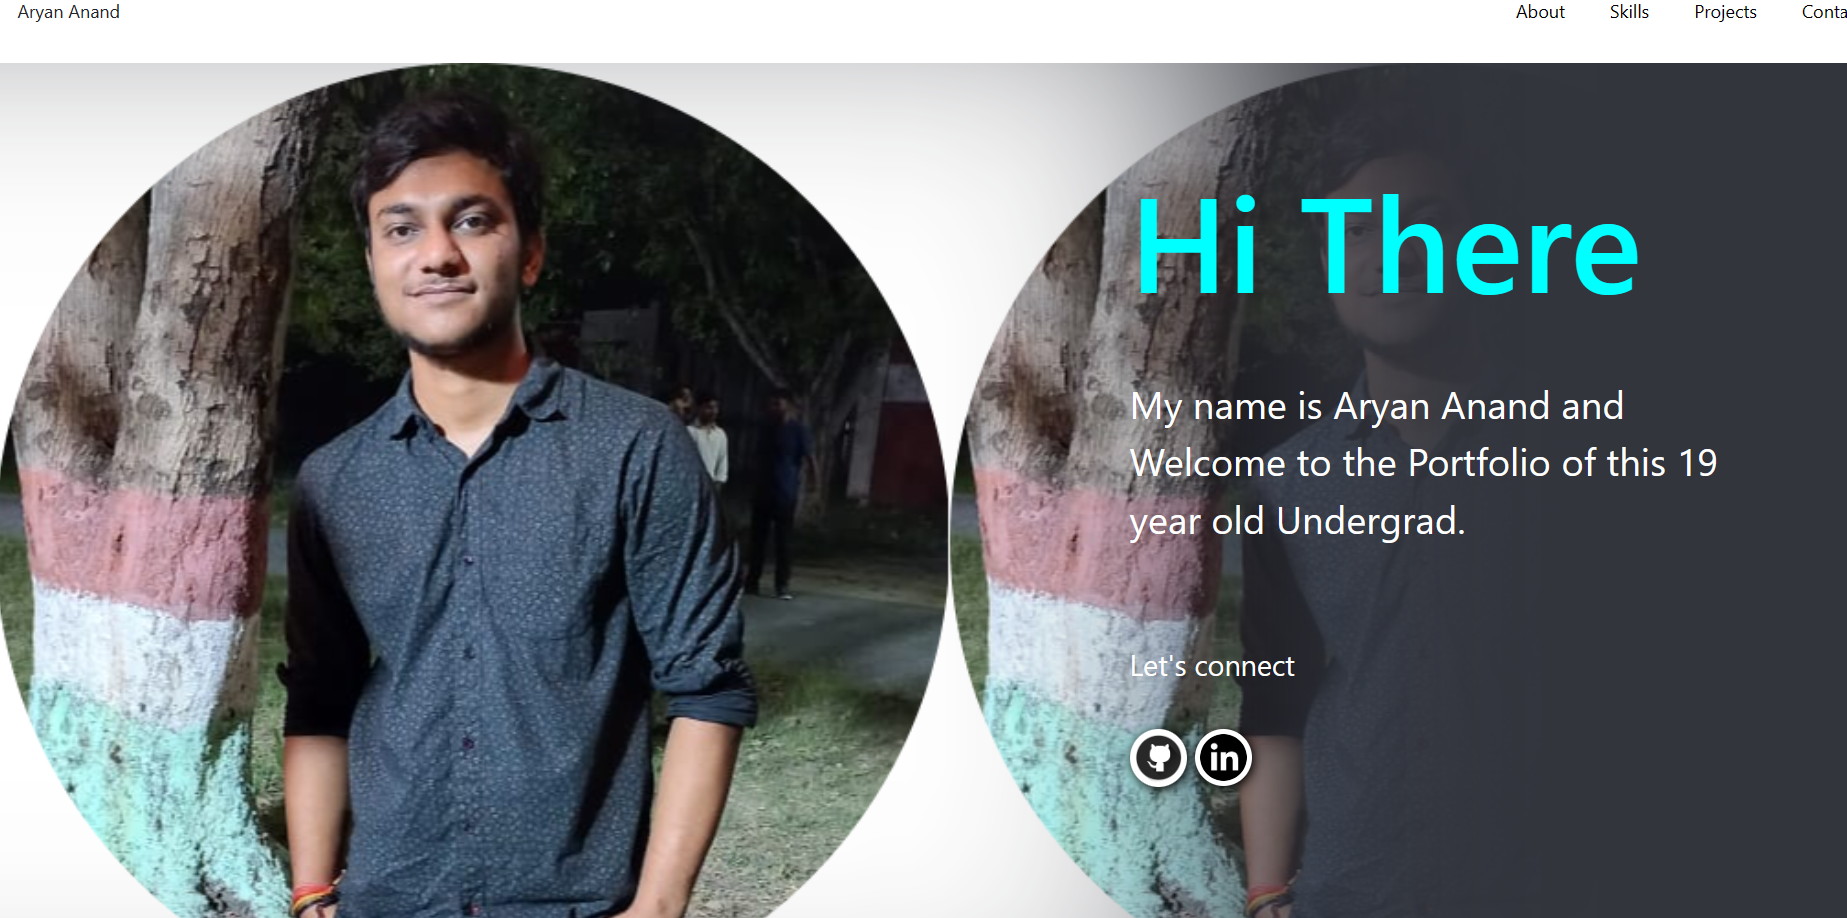 Aryan Anand
About Skills Projects
Hi There
My name is Aryan Anand and
Welcome to the Portfolio of this 19
year old Undergrad.
Let's connect
in